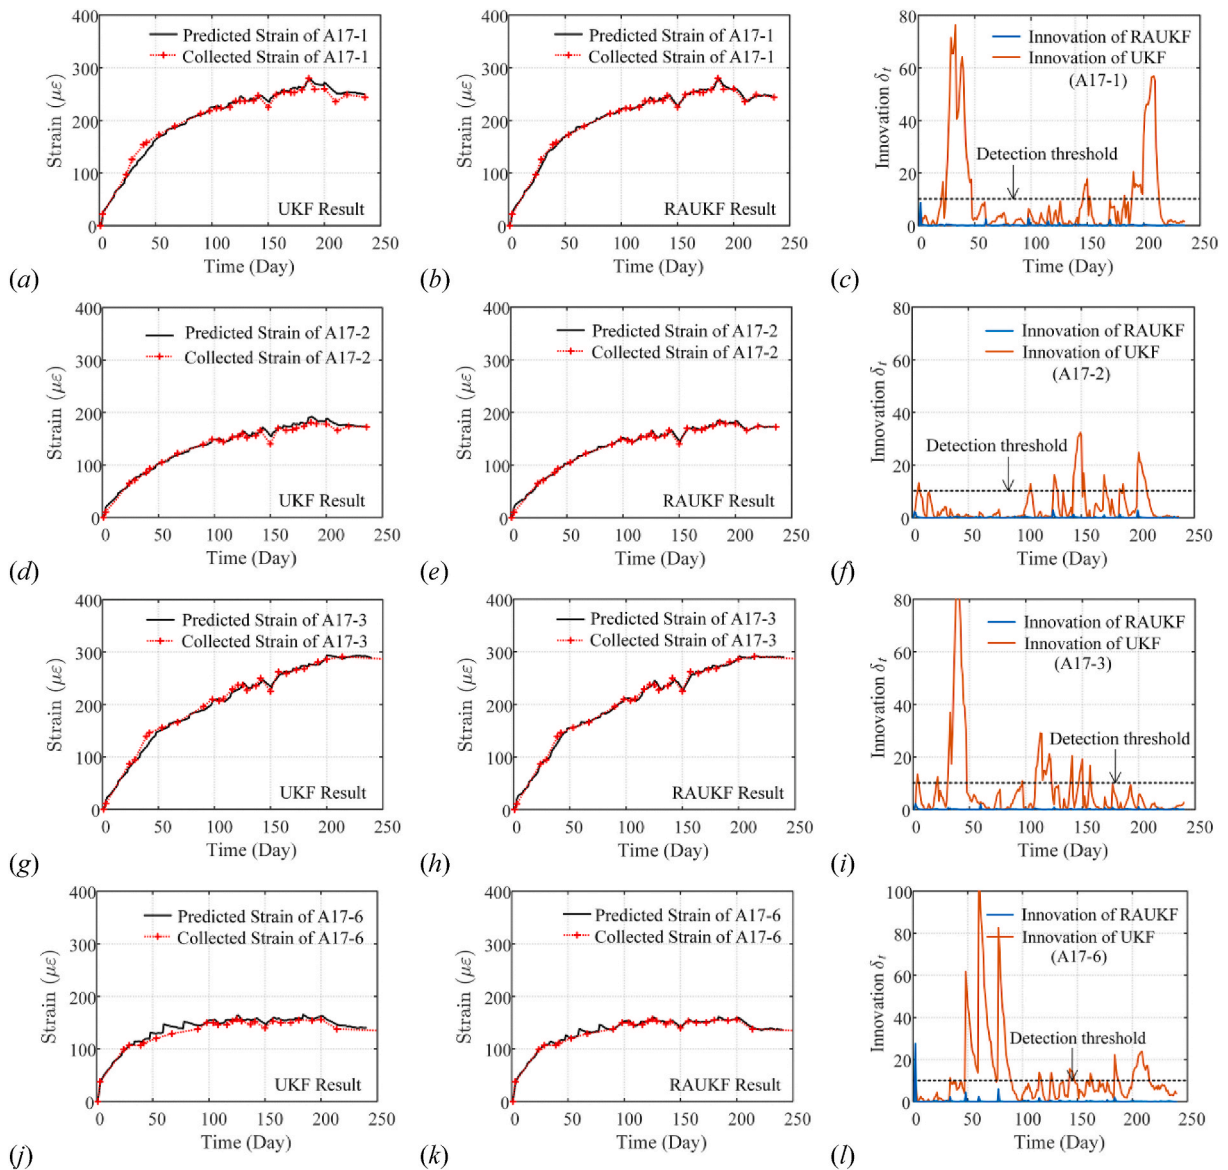 400
300
200
100
0
Strain (με)
Predicted Strain of A17-1
Collected Strain of A17-1
UKF Result
0 50 100 150 200 250
Time (Day)
(a)
400
300
200
100
0
Strain (με)
Predicted Strain of A17-1
Collected Strain of A17-1
RAUKF Result
0 50 100 150 200 250
Time (Day)
(b)
80
60
40
20
0
Innovation δt
Innovation of RAUKF
Innovation of UKF
(A17-1)
Detection threshold
0 50 100 150 200 250
Time (Day)
(c)
400
300
200
100
0
Strain (με)
Predicted Strain of A17-2
Collected Strain of A17-2
UKF Result
0 50 100 150 200 250
Time (Day)
(d)
400
300
200
100
0
Strain (με)
Predicted Strain of A17-2
Collected Strain of A17-2
RAUKF Result
0 50 100 150 200 250
Time (Day)
(e)
80
60
40
20
0
Innovation δt
Innovation of RAUKF
Innovation of UKF
(A17-2)
Detection threshold
0 50 100 150 200 250
Time (Day)
(f)
400
300
200
100
0
Strain (με)
Predicted Strain of A17-3
Collected Strain of A17-3
UKF Result
0 50 100 150 200 250
Time (Day)
(g)
400
300
200
100
0
Strain (με)
Predicted Strain of A17-3
Collected Strain of A17-3
RAUKF Result
0 50 100 150 200 250
Time (Day)
(h)
80
60
40
20
0
Innovation δt
Innovation of RAUKF
Innovation of UKF
(A17-3)
Detection threshold
0 50 100 150 200 250
Time (Day)
(i)
400
300
200
100
0
Strain (με)
Predicted Strain of A17-6
Collected Strain of A17-6
UKF Result
0 50 100 150 200 250
Time (Day)
(j)
400
300
200
100
0
Strain (με)
Predicted Strain of A17-6
Collected Strain of A17-6
RAUKF Result
0 50 100 150 200 250
Time (Day)
(k)
100
80
60
40
20
0
Innovation δt
Innovation of RAUKF
Innovation of UKF
(A17-6)
Detection threshold
0 50 100 150 200 250
Time (Day)
(l)